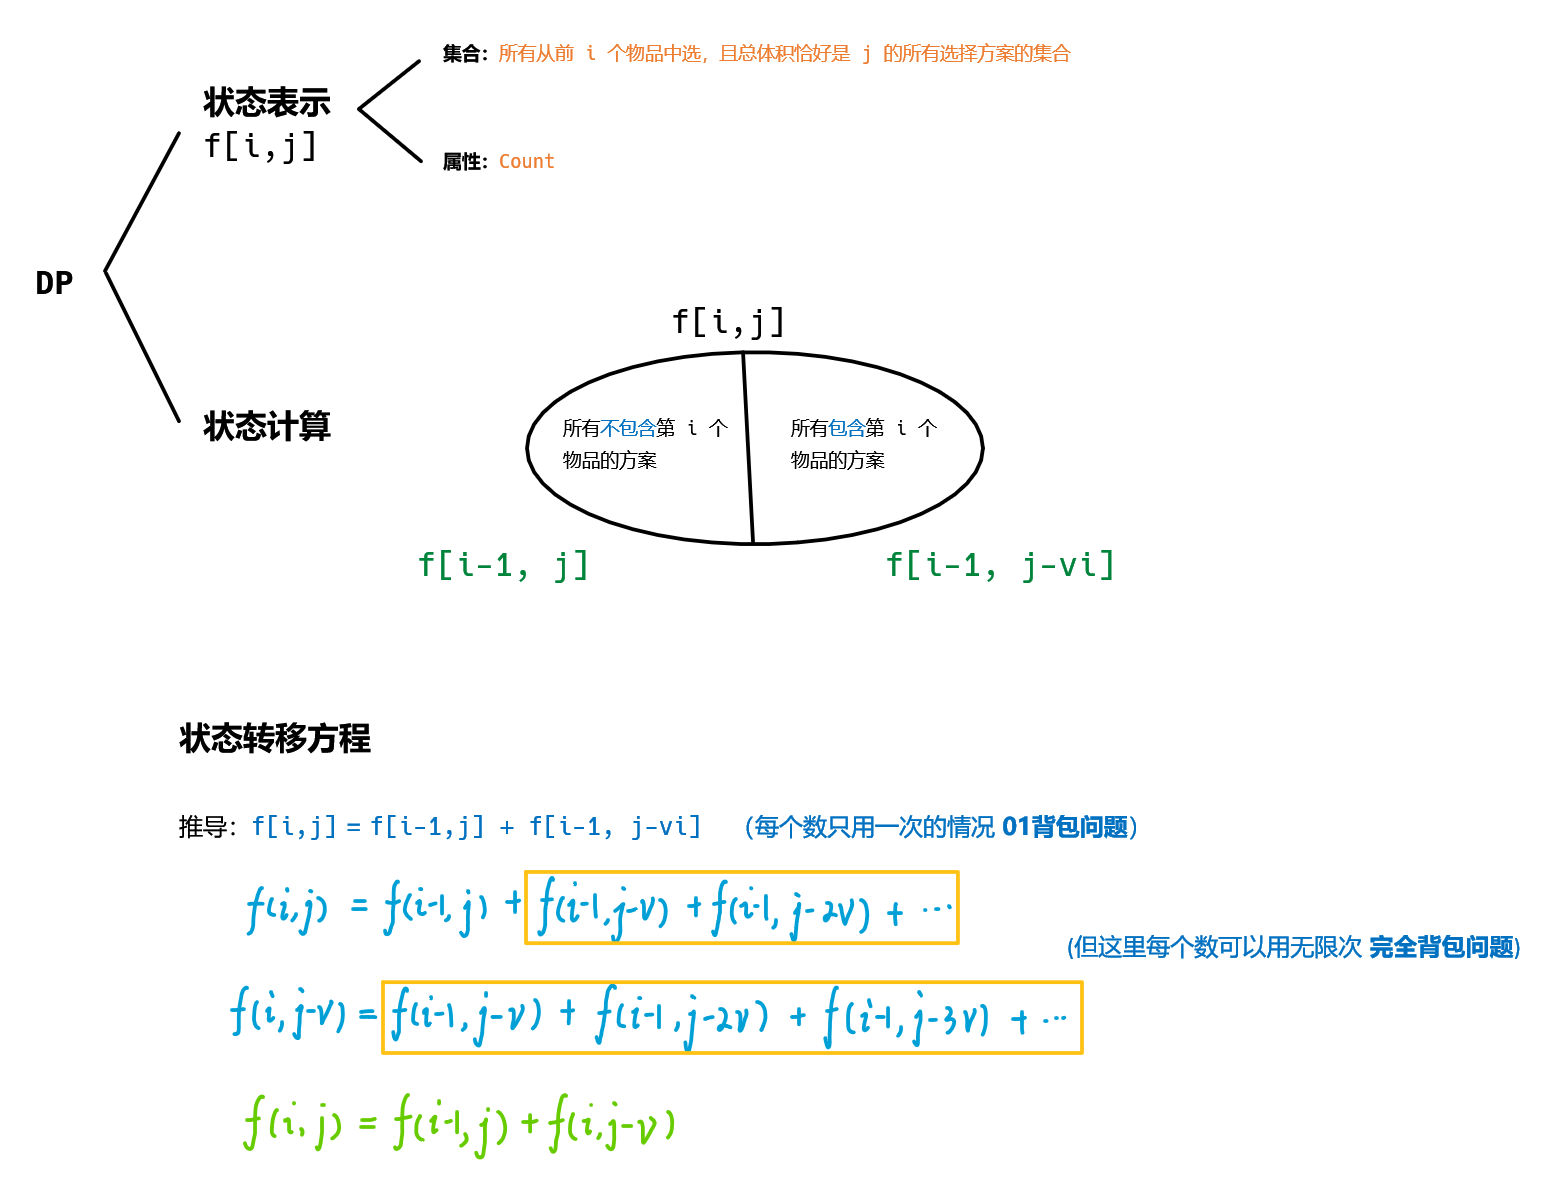 集合：所有从前 i 个物品中选，且总体积恰好是 j 的所有选择方案的集合
状态表示
f[i,j]
属性：Count
DP
f[i,j]
状态计算
所有不包含第 i 个
物品的方案
所有包含第 i 个
物品的方案
f[i-1, j]
f[i-1, j-vi]
状态转移方程
推导：f[i,j] = f[i-1,j] + f[i-1, j-vi] （每个数只用一次的情况 01背包问题）
f(i,j) = f(i-1,j) + f(i-1,j-v) + f(i-1,j-2v) + ···
(但这里每个数可以用无限次 完全背包问题)
f(i,j-v) = f(i-1,j-v) + f(i-1,j-2v) + f(i-1,j-3v) + ···
f(i,j) = f(i-1,j) + f(i,j-v)